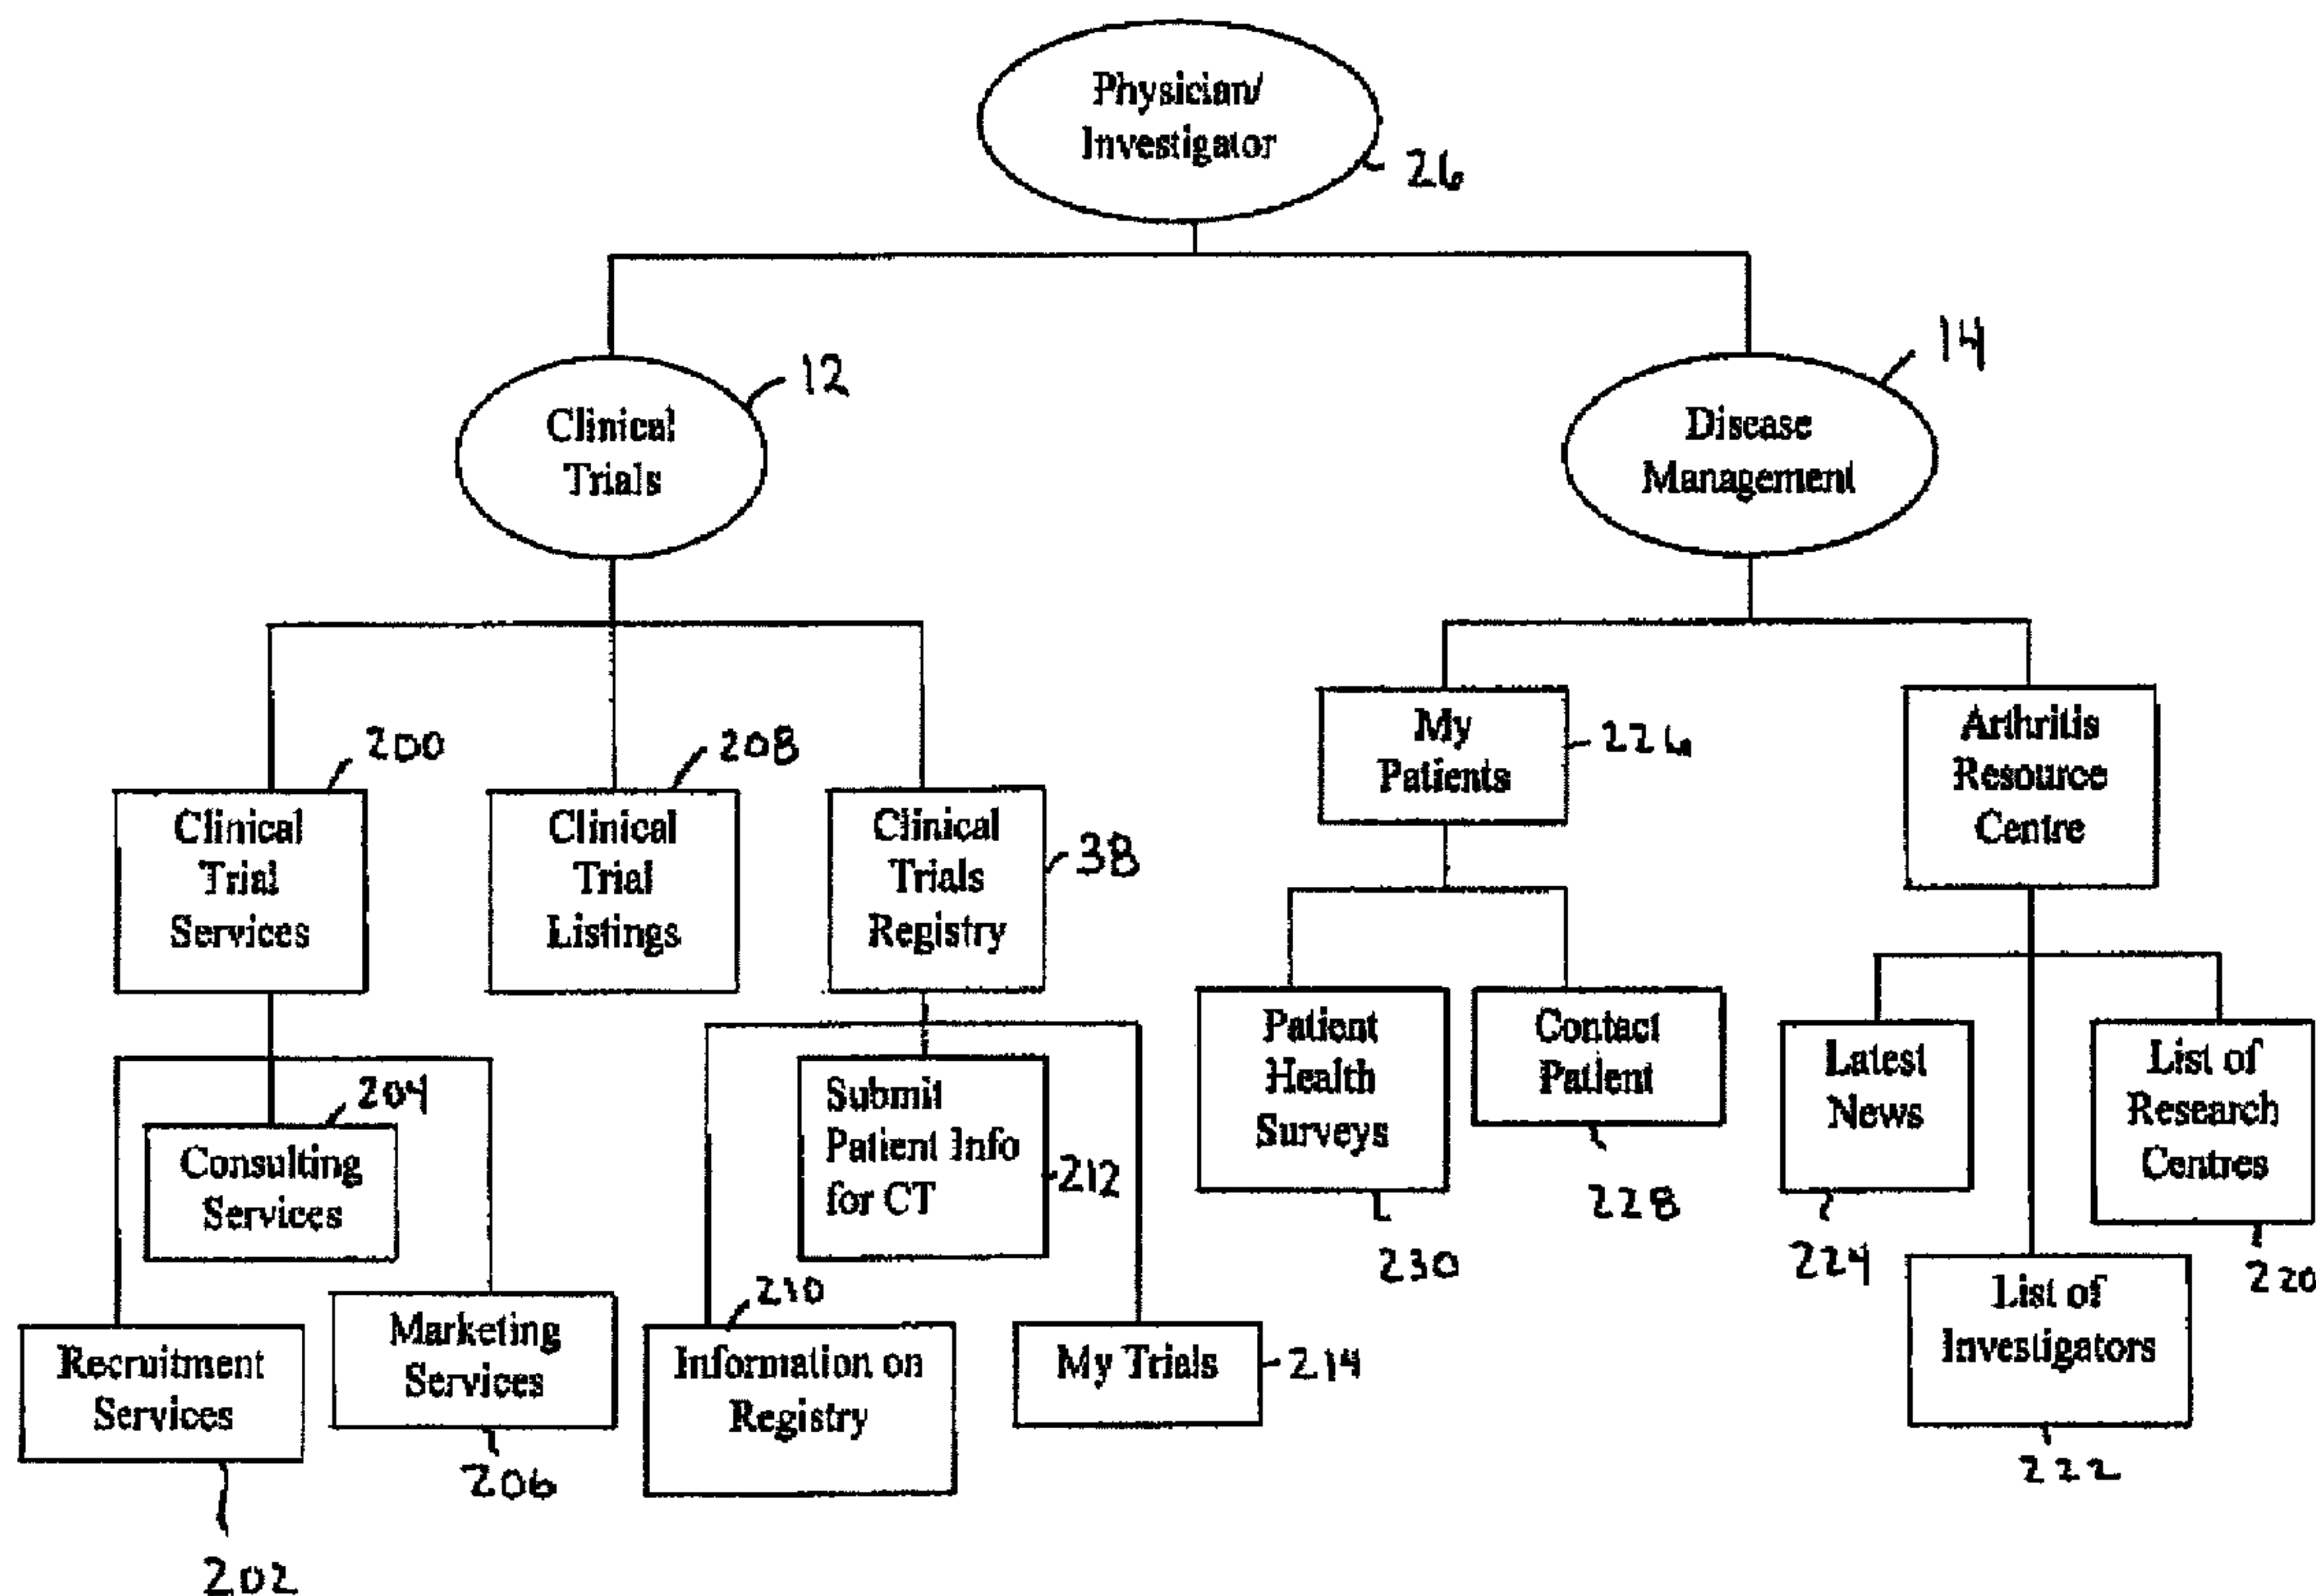 Physician/
Investigator
26
12
14
Clinical
Trials
Disease
Management
200
208
Clinical
Trial
Services
Clinical
Trial
Listings
Clinical
Trials
Registry
38
My
Patients
226
Arthritis
Resource
Centre
204
Consulting
Services
Submit
Patient Info
for CT
212
Patient
Health
Surveys
230
Contact
Patient
228
Latest
News
224
List of
Research
Centres
220
Recruitment
Services
202
Marketing
Services
206
210
Information on
Registry
My Trials
214
List of
Investigators
222